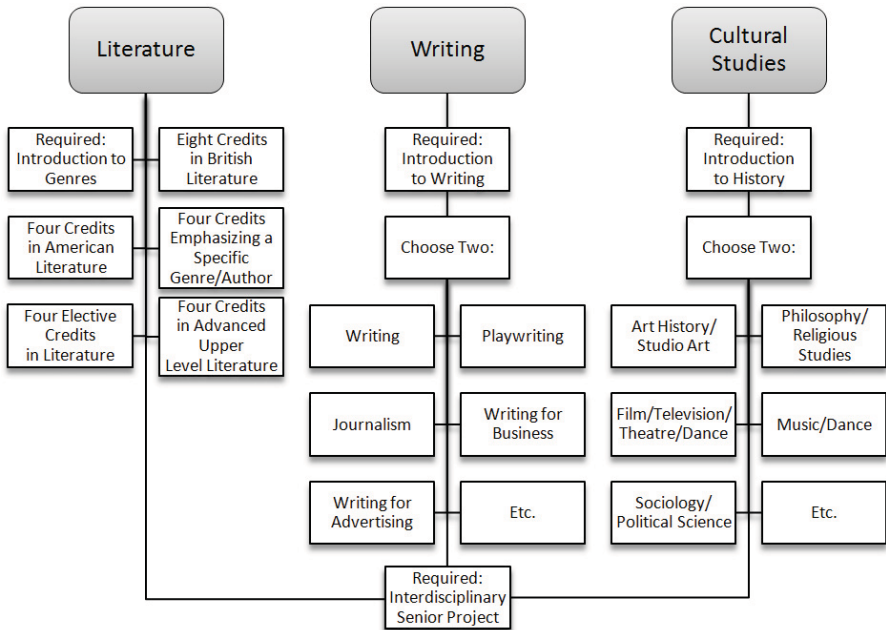 Literature
Writing
Cultural
Studies
Required:
Introduction to
Genres
Eight Credits
in British
Literature
Four Credits
in American
Literature
Four Credits
Emphasizing a
Specific
Genre/Author
Four Elective
Credits
in Literature
Four Credits
in Advanced
Upper
Level Literature
Required:
Introduction
to Writing
Choose Two:
Writing
Playwriting
Journalism
Writing for
Business
Writing for
Advertising
Etc.
Required:
Introduction
to History
Choose Two:
Art History/
Studio Art
Philosophy/
Religious
Studies
Film/Television/
Theatre/Dance
Music/Dance
Sociology/
Political Science
Etc.
Required:
Interdisciplinary
Senior Project